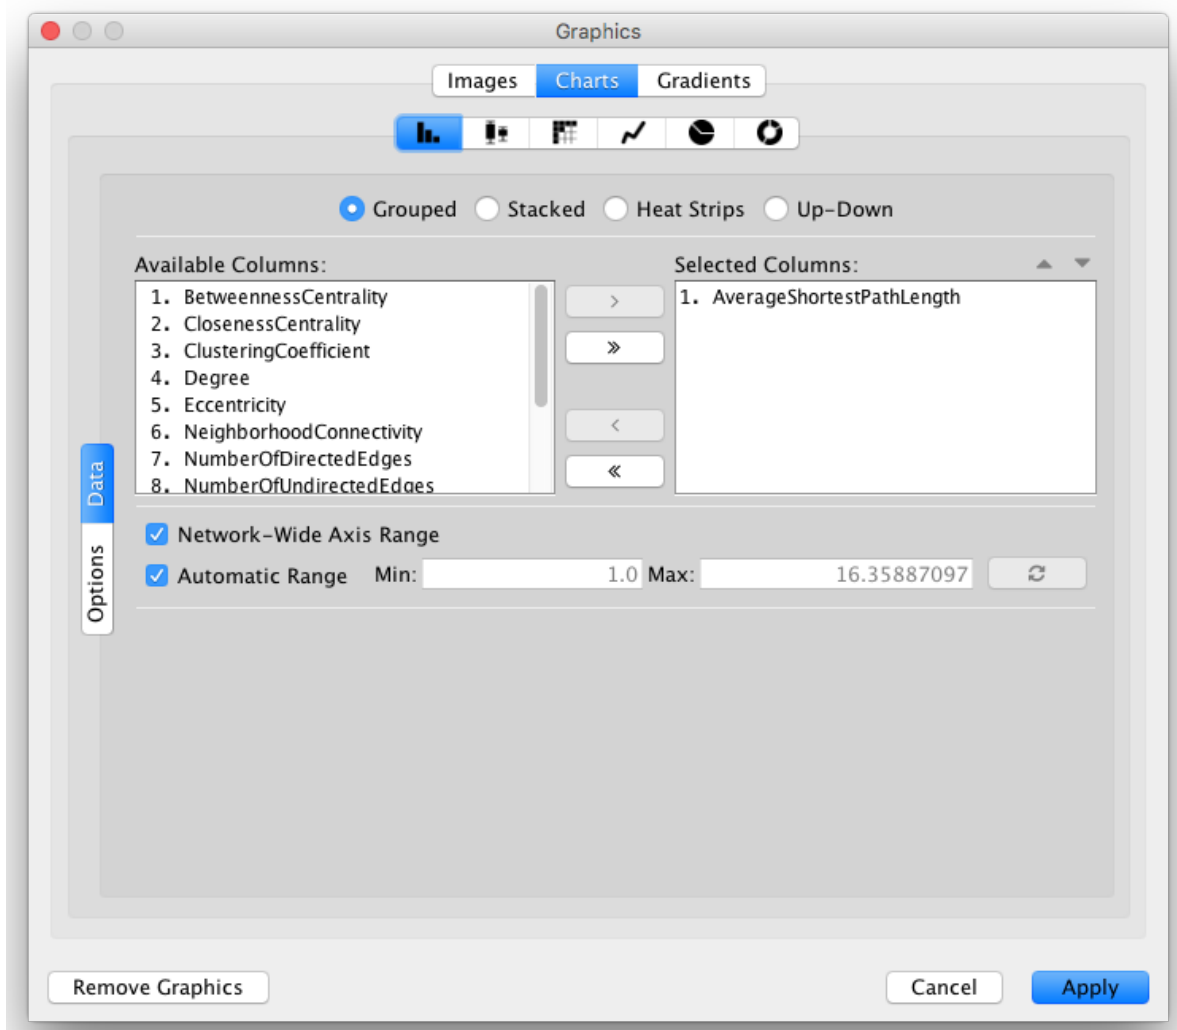 Graphics
Images Charts Gradients
Grouped Stacked Heat Strips Up-Down
Available Columns: Selected Columns:
1. BetweennessCentrality
2. ClosenessCentrality
3. ClusteringCoefficient
4. Degree
5. Eccentricity
6. NeighborhoodConnectivity
7. NumberOfDirectedEdges
8. NumberOfUndirectedEdges
>
»
<
«
1. AverageShortestPathLength
Data
Options
Network-Wide Axis Range
Automatic Range Min: 1.0 Max: 16.35887097
Remove Graphics Cancel Apply